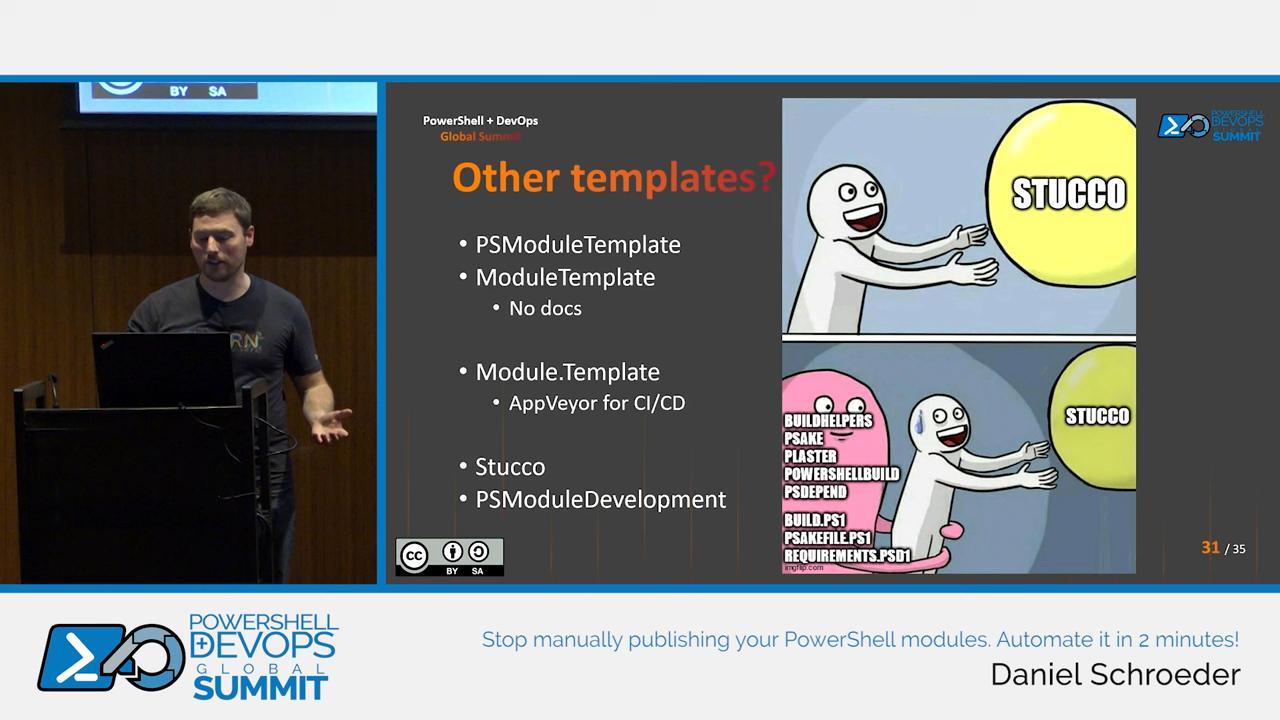 BY SA
PowerShell + DevOps
Global Summit
Other templates?
• PSModuleTemplate
• ModuleTemplate
• No docs
• Module.Template
• AppVeyor for CI/CD
• Stucco
• PSModuleDevelopment
STUCCO
STUCCO
BUILDHELPERS
PSAKE
PLASTER
POWERSHELLBUILD
PSDEPEND
BUILD.PS1
PSAKEFILE.PS1
REQUIREMENTS.PSD1
imgflip.com
POWERSHELL
DEVOPS
SUMMIT
31 / 35
cc
BY SA
POWERSHELL
+DEVOPS
GLOBAL
SUMMIT
Stop manually publishing your PowerShell modules. Automate it in 2 minutes!
Daniel Schroeder